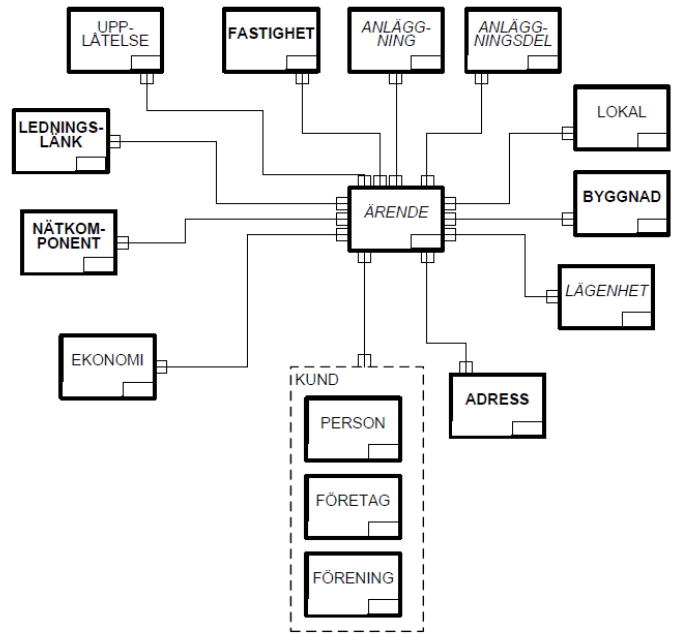 UPP-
LÅTELSE
FASTIGHET
ANLÄGG-
NING
ANLÄGG-
NINGSDEL
LEDNINGS-
LÄNK
LOKAL
ÄRENDE
BYGGNAD
NÄTKOM-
PONENT
LÄGENHET
EKONOMI
KUND
ADRESS
PERSON
FÖRETAG
FÖRENING